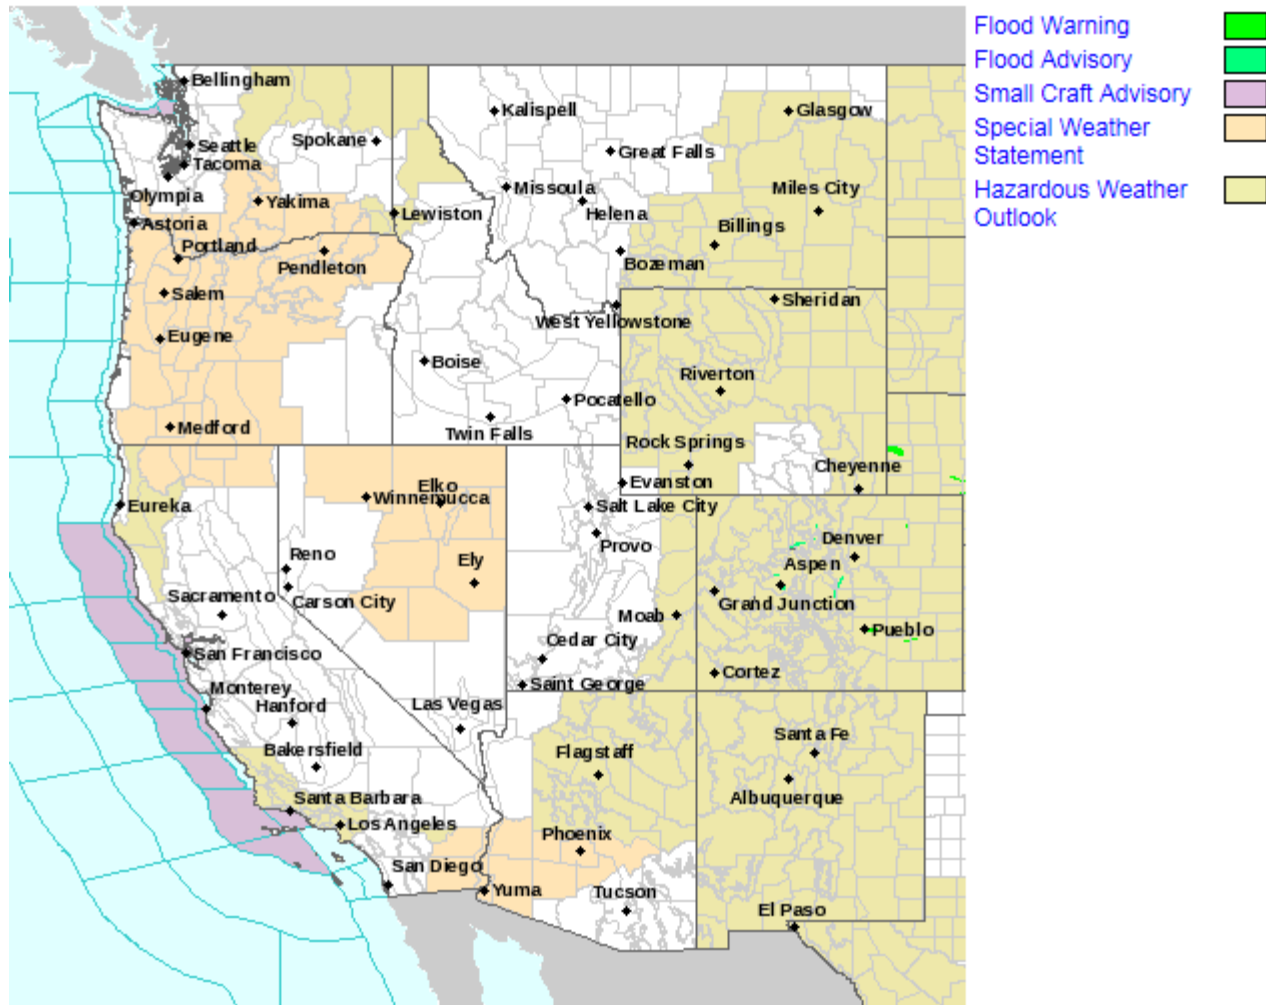 Flood Warning
Flood Advisory
Small Craft Advisory
Special Weather
Statement
Hazardous Weather
Outlook
Bellingham
Kalispell
Glasgow
Seattle
Spokane
Great Falls
Tacoma
Olympia
Missoula
Miles City
Yakima
Lewiston
Helena
Astoria
Billings
Portland
Pendleton
Bozeman
Salem
Sheridan
West Yellowstone
Eugene
Boise
Riverton
Pocatello
Medford
Twin Falls
Rock Springs
Cheyenne
Elko
Evanston
Winnemucca
Eureka
Salt Lake City
Denver
Provo
Reno
Ely
Aspen
Sacramento
Carson City
Grand Junction
Moab
Pueblo
Cedar City
San Francisco
Cortez
Monterey
Saint George
Hanford
Las Vegas
Santa Fe
Bakersfield
Flagstaff
Santa Barbara
Albuquerque
Los Angeles
Phoenix
San Diego
Yuma
Tucson
El Paso